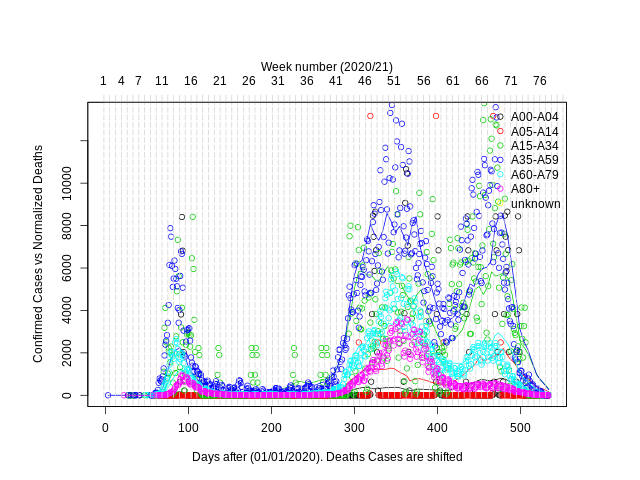 Week number (2020/21)
1 4 7 11 16 21 26 31 36 41 46 51 56 61 66 71 76
A00-A04
A05-A14
A15-A34
A35-A59
A60-A79
A80+
unknown
Confirmed Cases vs Normalized Deaths
0 2000 4000 6000 8000 10000
0 100 200 300 400 500
Days after (01/01/2020). Deaths Cases are shifted